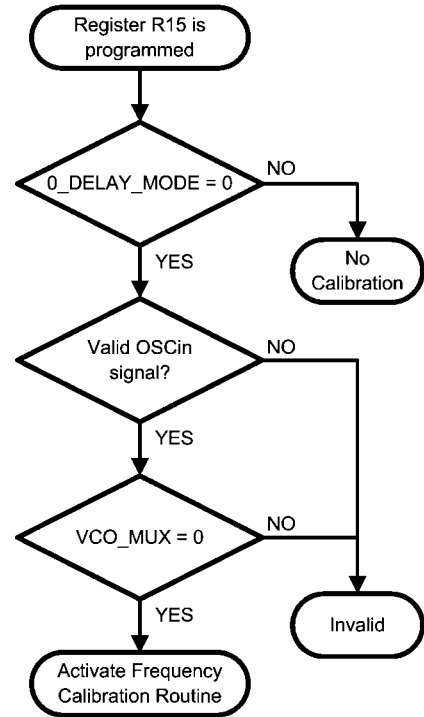 Register R15 is
programmed
0_DELAY_MODE = 0
NO
YES
No
Calibration
Valid OSCin
signal?
NO
YES
VCO_MUX = 0
NO
YES
Invalid
Activate Frequency
Calibration Routine